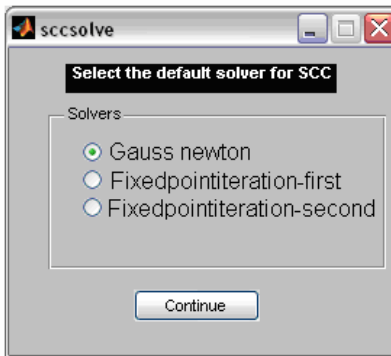 sccsolve
Select the default solver for SCC
Solvers
Gauss newton
Fixedpointiteration-first
Fixedpointiteration-second
Continue